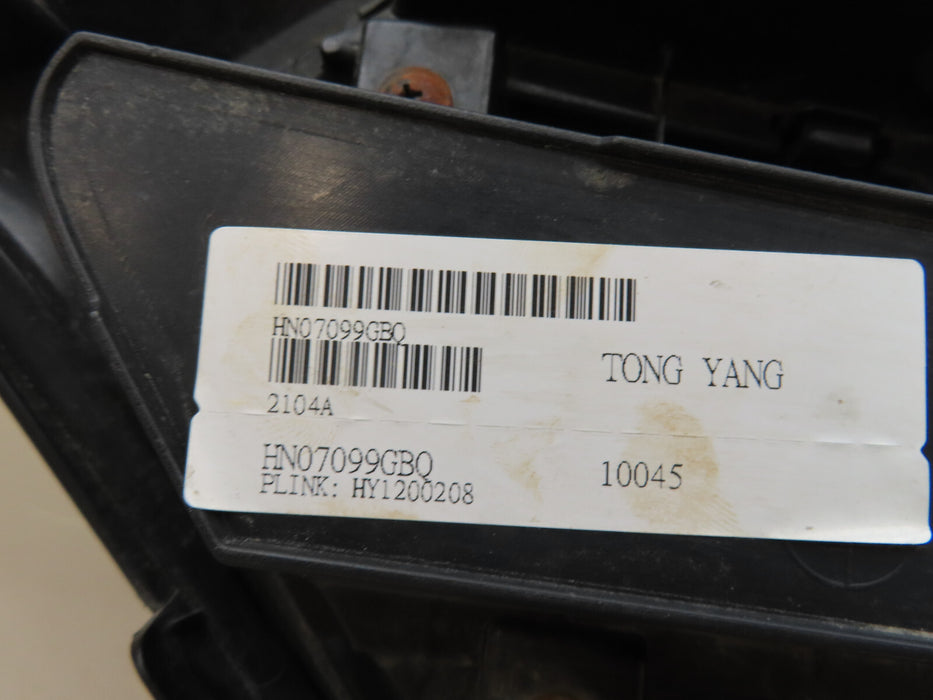 HN07099GBQ
2104A
TONG YANG
HN07099GBQ
PLINK: HY1200208
10045